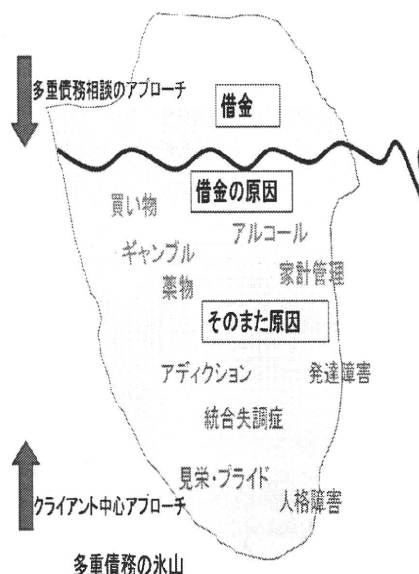 多重債務相談のアプローチ
借金
借金の原因
買い物
アルコール
ギャンブル
家計管理
薬物
そのまた原因
アディクション
発達障害
統合失調症
見栄・プライド
人格障害
クライアント中心アプローチ
多重債務の氷山